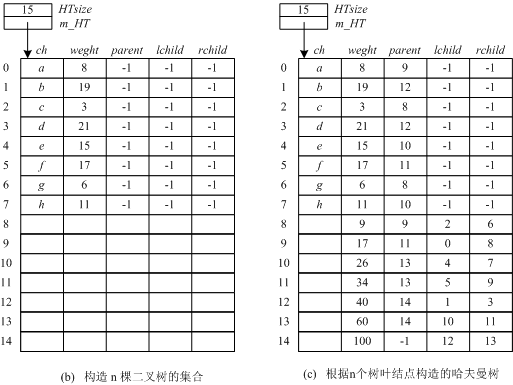 15 HTsize
m_HT
ch weght parent lchild rchild
0 a 8 -1 -1 -1
1 b 19 -1 -1 -1
2 c 3 -1 -1 -1
3 d 21 -1 -1 -1
4 e 15 -1 -1 -1
5 f 17 -1 -1 -1
6 g 6 -1 -1 -1
7 h 11 -1 -1 -1
8
9
10
11
12
13
14
(b) 构造 n 棵二叉树的集合
15 HTsize
m_HT
ch weght parent lchild rchild
0 a 8 9 -1 -1
1 b 19 12 -1 -1
2 c 3 8 -1 -1
3 d 21 12 -1 -1
4 e 15 10 -1 -1
5 f 17 11 -1 -1
6 g 6 8 -1 -1
7 h 11 10 -1 -1
8 9 9 2 6
9 17 11 0 8
10 26 13 4 7
11 34 13 5 9
12 40 14 1 3
13 60 14 10 11
14 100 -1 12 13
(c) 根据n个树叶结点构造的哈夫曼树